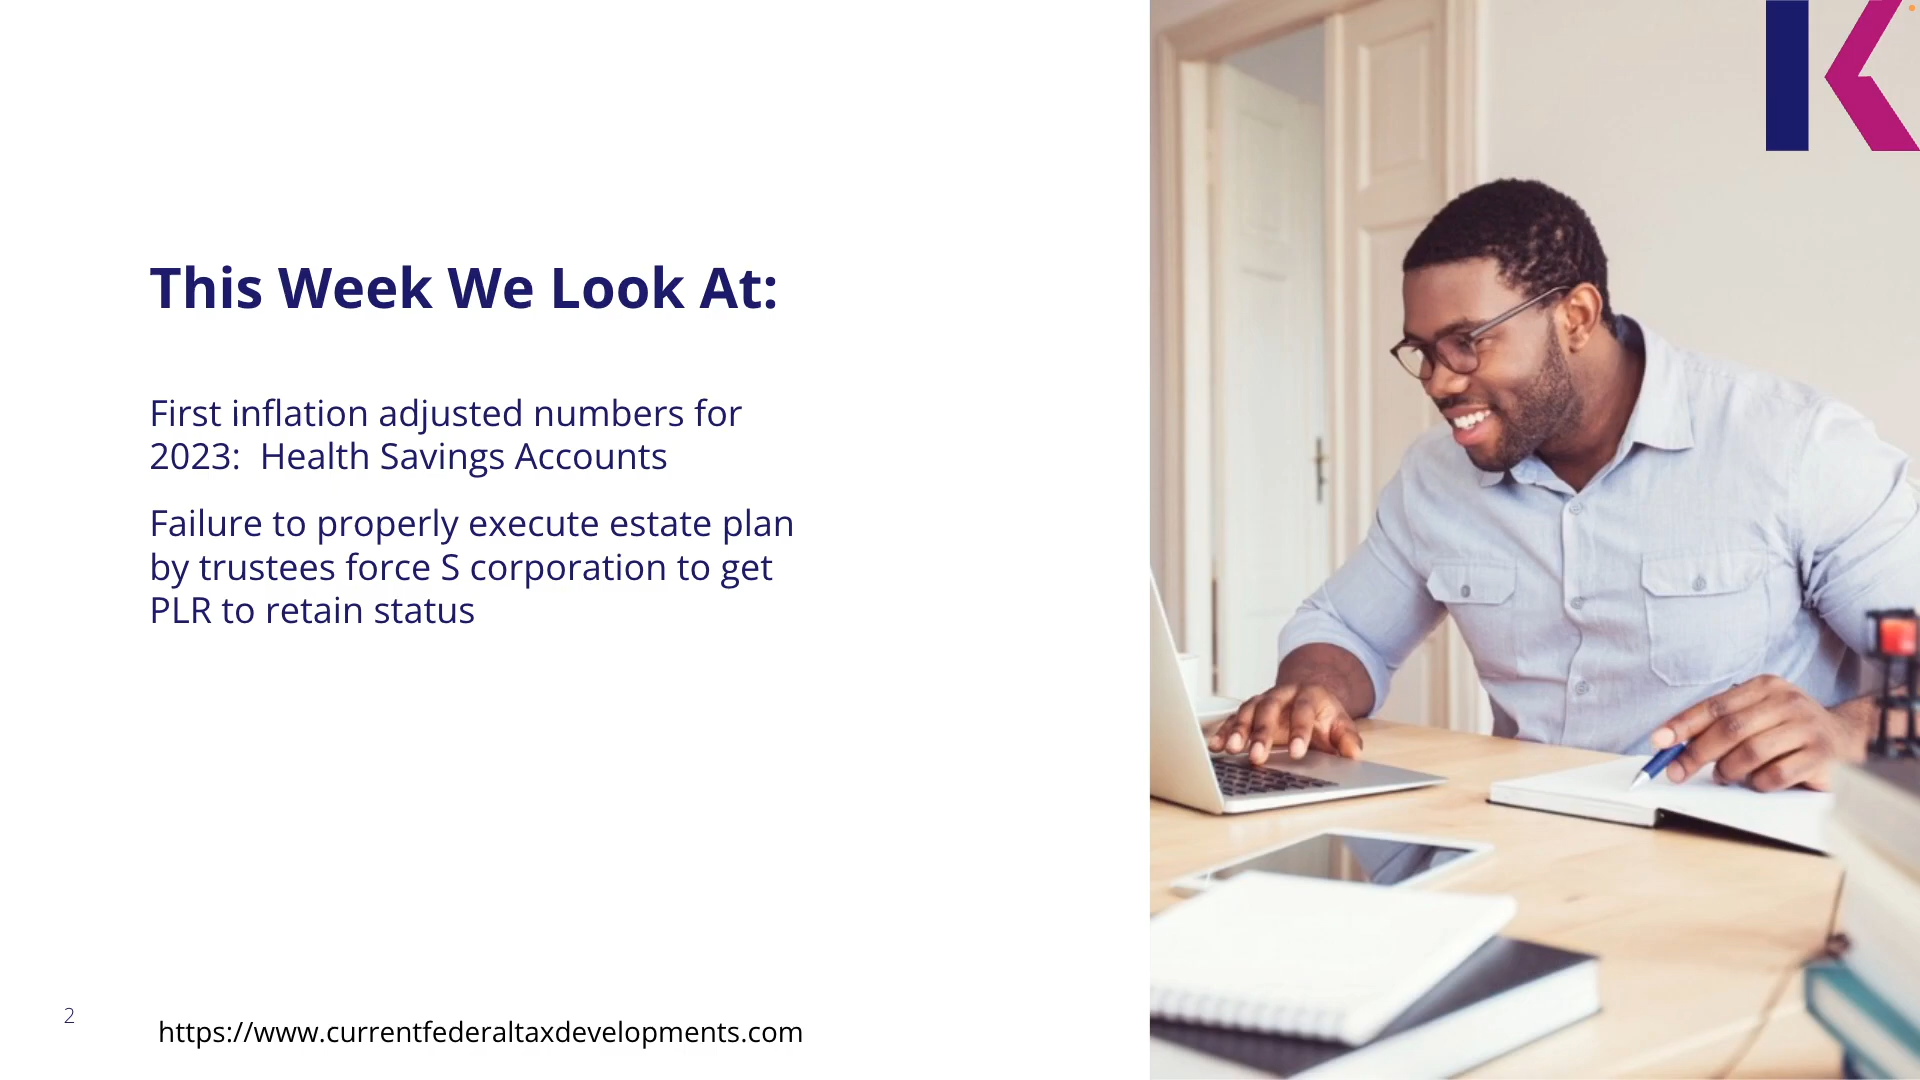 This Week We Look At:
First inflation adjusted numbers for
2023:  Health Savings Accounts
Failure to properly execute estate plan
by trustees force S corporation to get
PLR to retain status
2
https://www.currentfederaltaxdevelopments.com
K